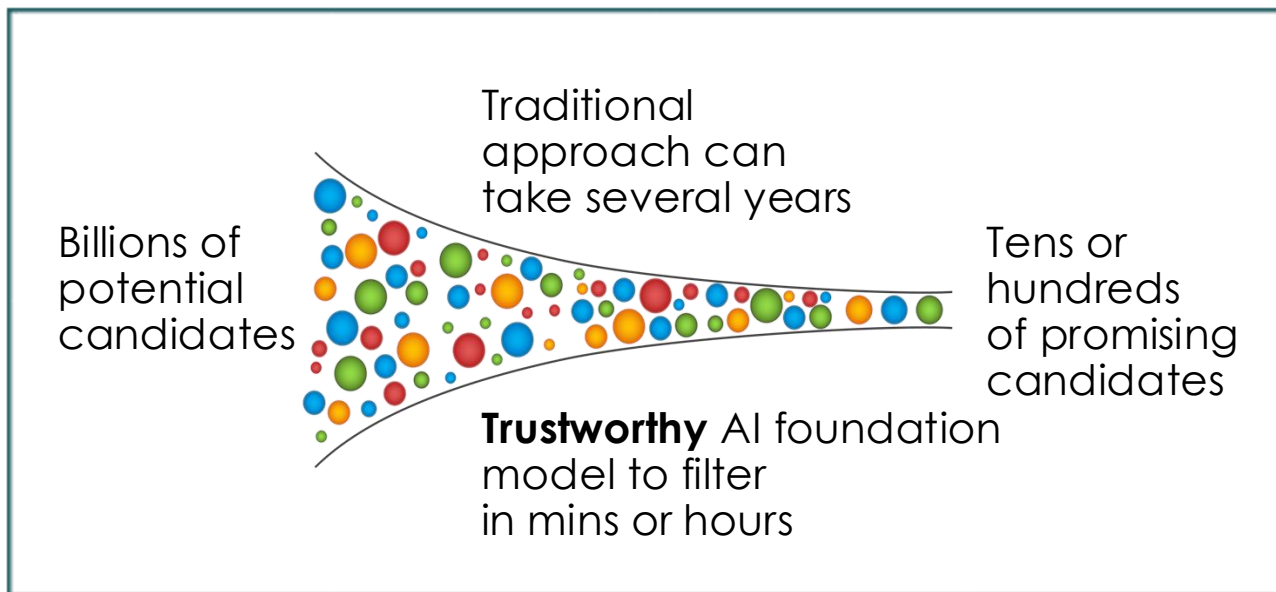 Billions of
potential
candidates
Traditional
approach can
take several years
Trustworthy AI foundation
model to filter
in mins or hours
Tens or
hundreds
of promising
candidates